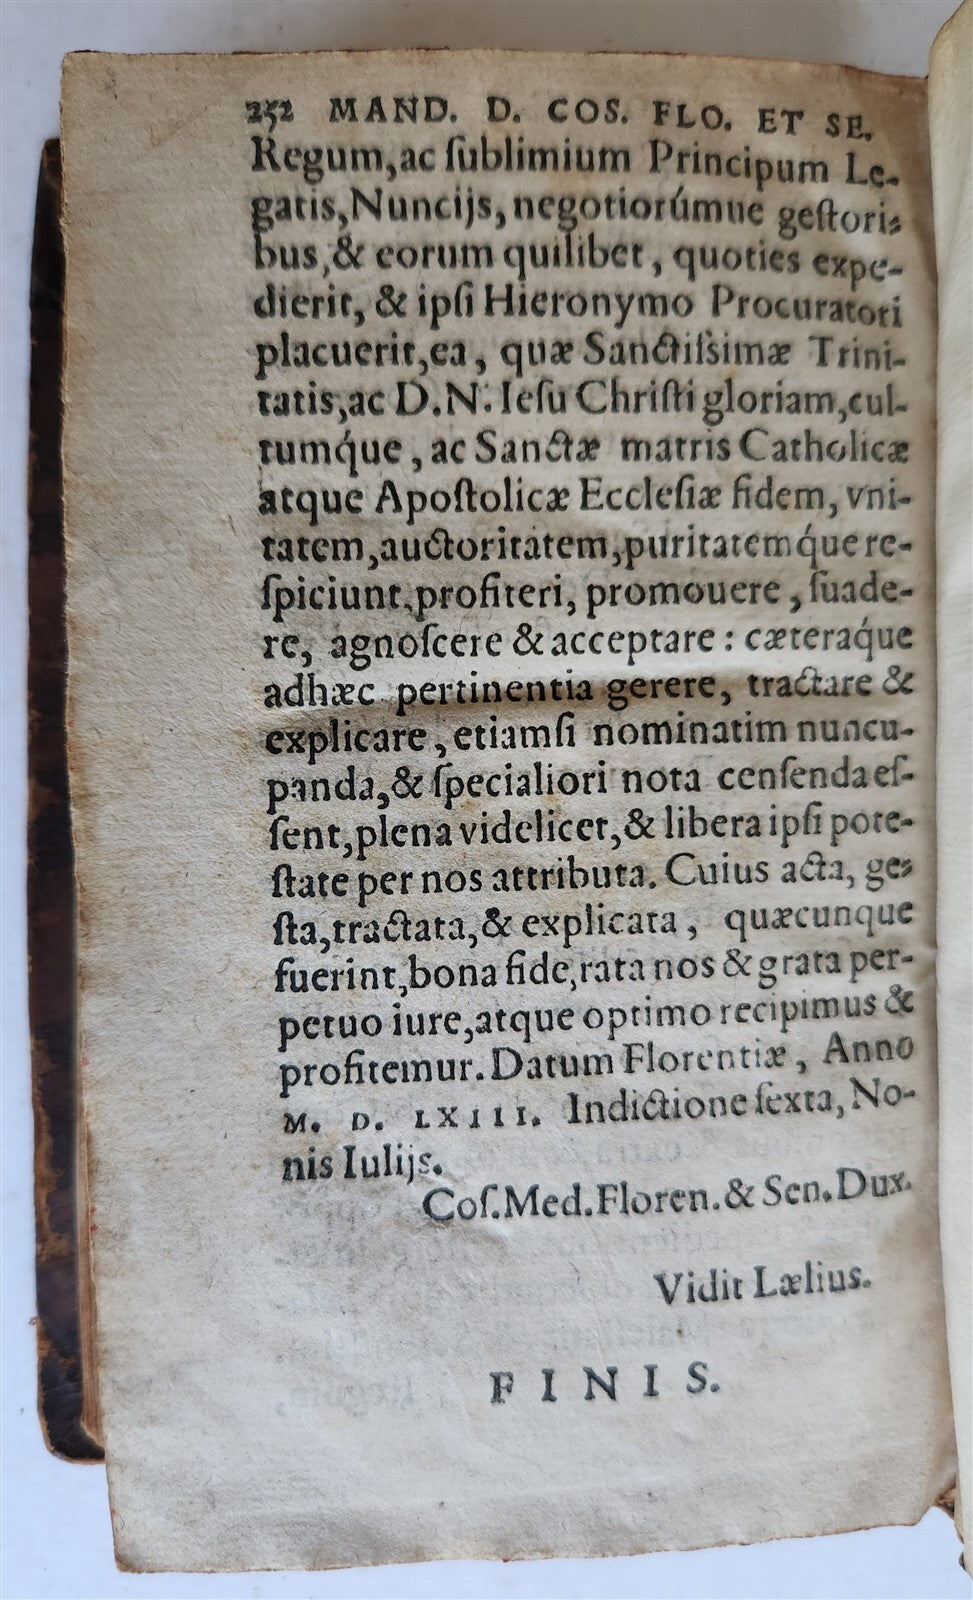 252 MAND. D. COS. FLO. ET SE.
Regum, ac ſublimium Principum Le-
gatis, Nuncijs, negotiorúmue geſtori-
bus, & eorum quilibet, quoties expe-
dierit, & ipſi Hieronymo Procuratori
placuerit, ea, quæ Sanctiſsimæ Trini-
tatis, ac D. N. Ieſu Chriſti gloriam, cul-
tumq́ue, ac Sanctæ matris Catholicæ
atque Apoſtolicæ Eccleſiæ fidem, vni-
tatem, auctoritatem, puritatemq́ue re-
ſpiciunt, profiteri, promouere, ſuade-
re, agnoſcere & acceptare: cæteraq́ue
adhæc pertinentia gerere, tractare &
explicare, etiamſi nominatim nuncu-
panda, & ſpecialiori nota cenſenda eſ-
ſent, plena videlicet, & libera ipſi pote-
ſtate per nos attributa. Cuius acta, ge-
ſta, tractata, & explicata, quæcunque
fuerint, bona fide, rata nos & grata per-
petuo iure, atque optimo recipimus &
profitemur. Datum Florentiæ, Anno
M. D. LXIII. Indictione ſexta, No-
nis Iulijs.
Coſ. Med. Floren. & Sen. Dux.
Vidit Lælius.
FINIS.